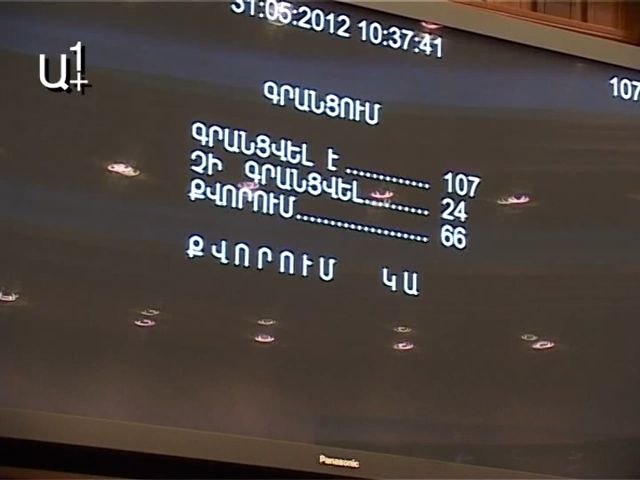 31:05:2012 10:37:41
Ա1+
107
ԳՐԱՆՑՈՒՄ
ԳՐԱՆՑՎԵԼ Է ............ 107
ՉԻ ԳՐԱՆՑՎԵԼ......... 24
ՔՎՈՐՈՒՄ................... 66
ՔՎՈՐՈՒՄ ԿԱ
Panasonic